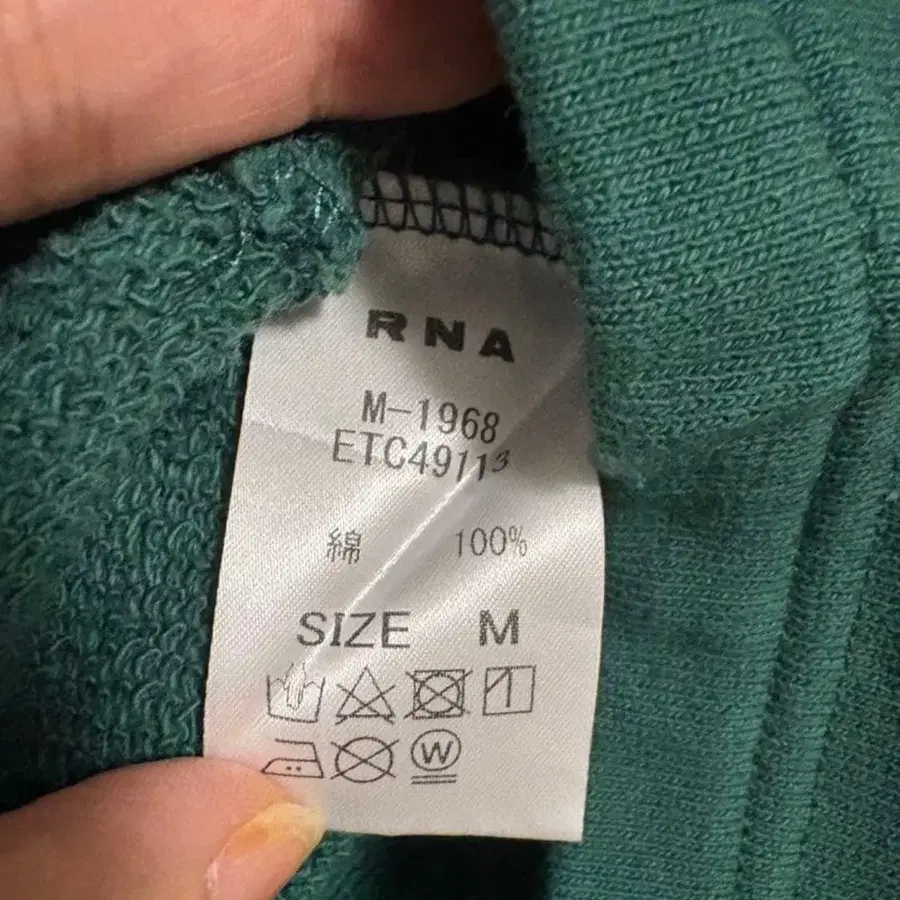 RNA
M-1968
ETC49113
綿 100%
SIZE M
W